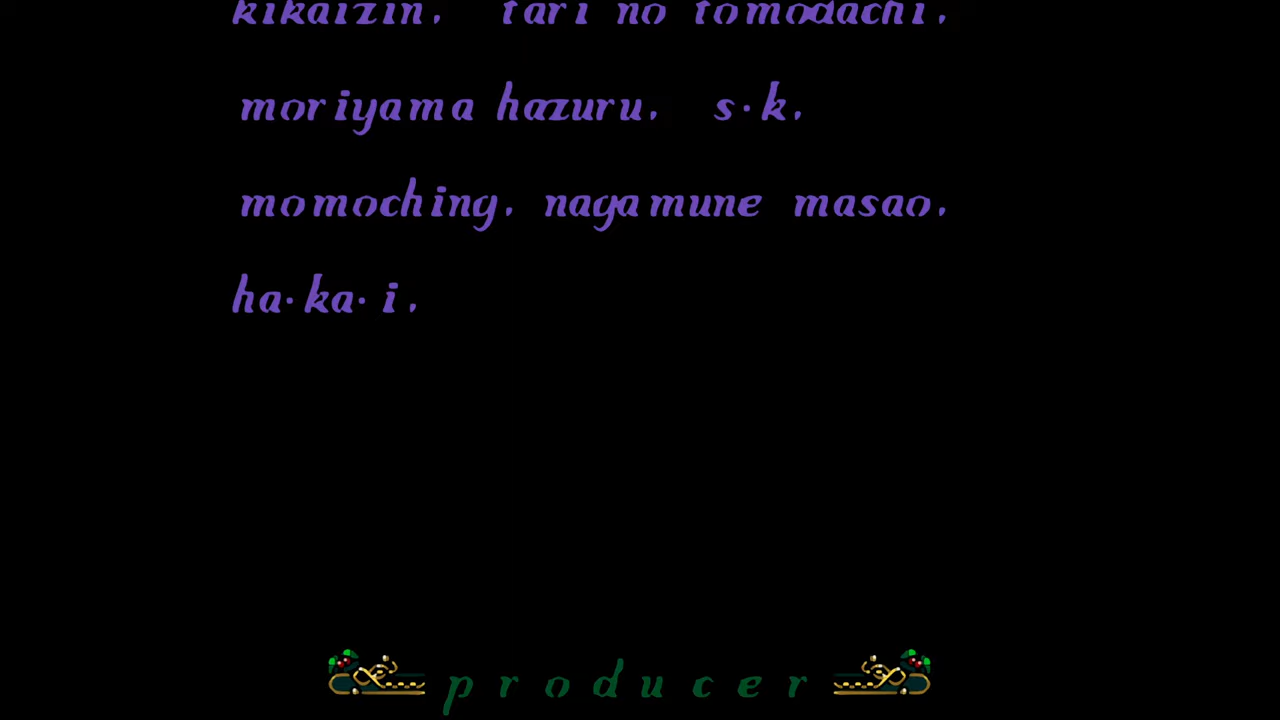 kikaizin. tari no tomodachi.
moriyama hazuru. s·k.
momoching. nagamune masao.
ha·ka·i.
producer